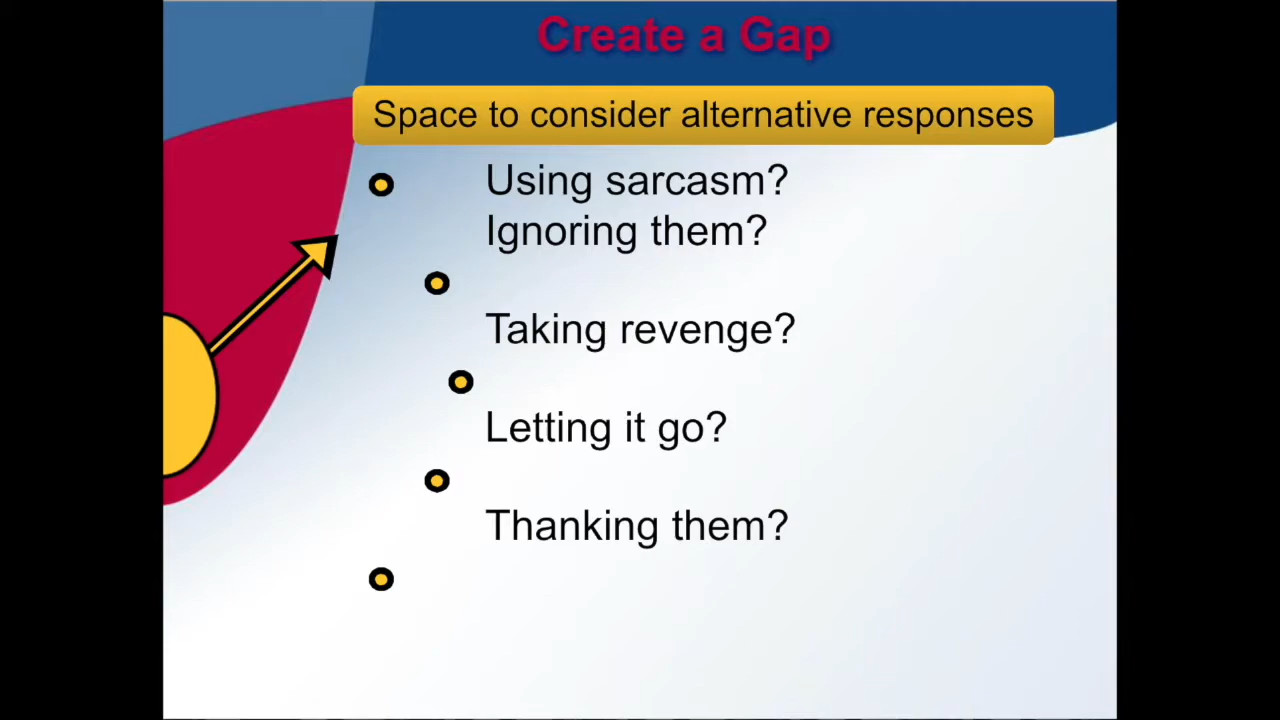 Create a Gap
Space to consider alternative responses
Using sarcasm?
Ignoring them?
Taking revenge?
Letting it go?
Thanking them?